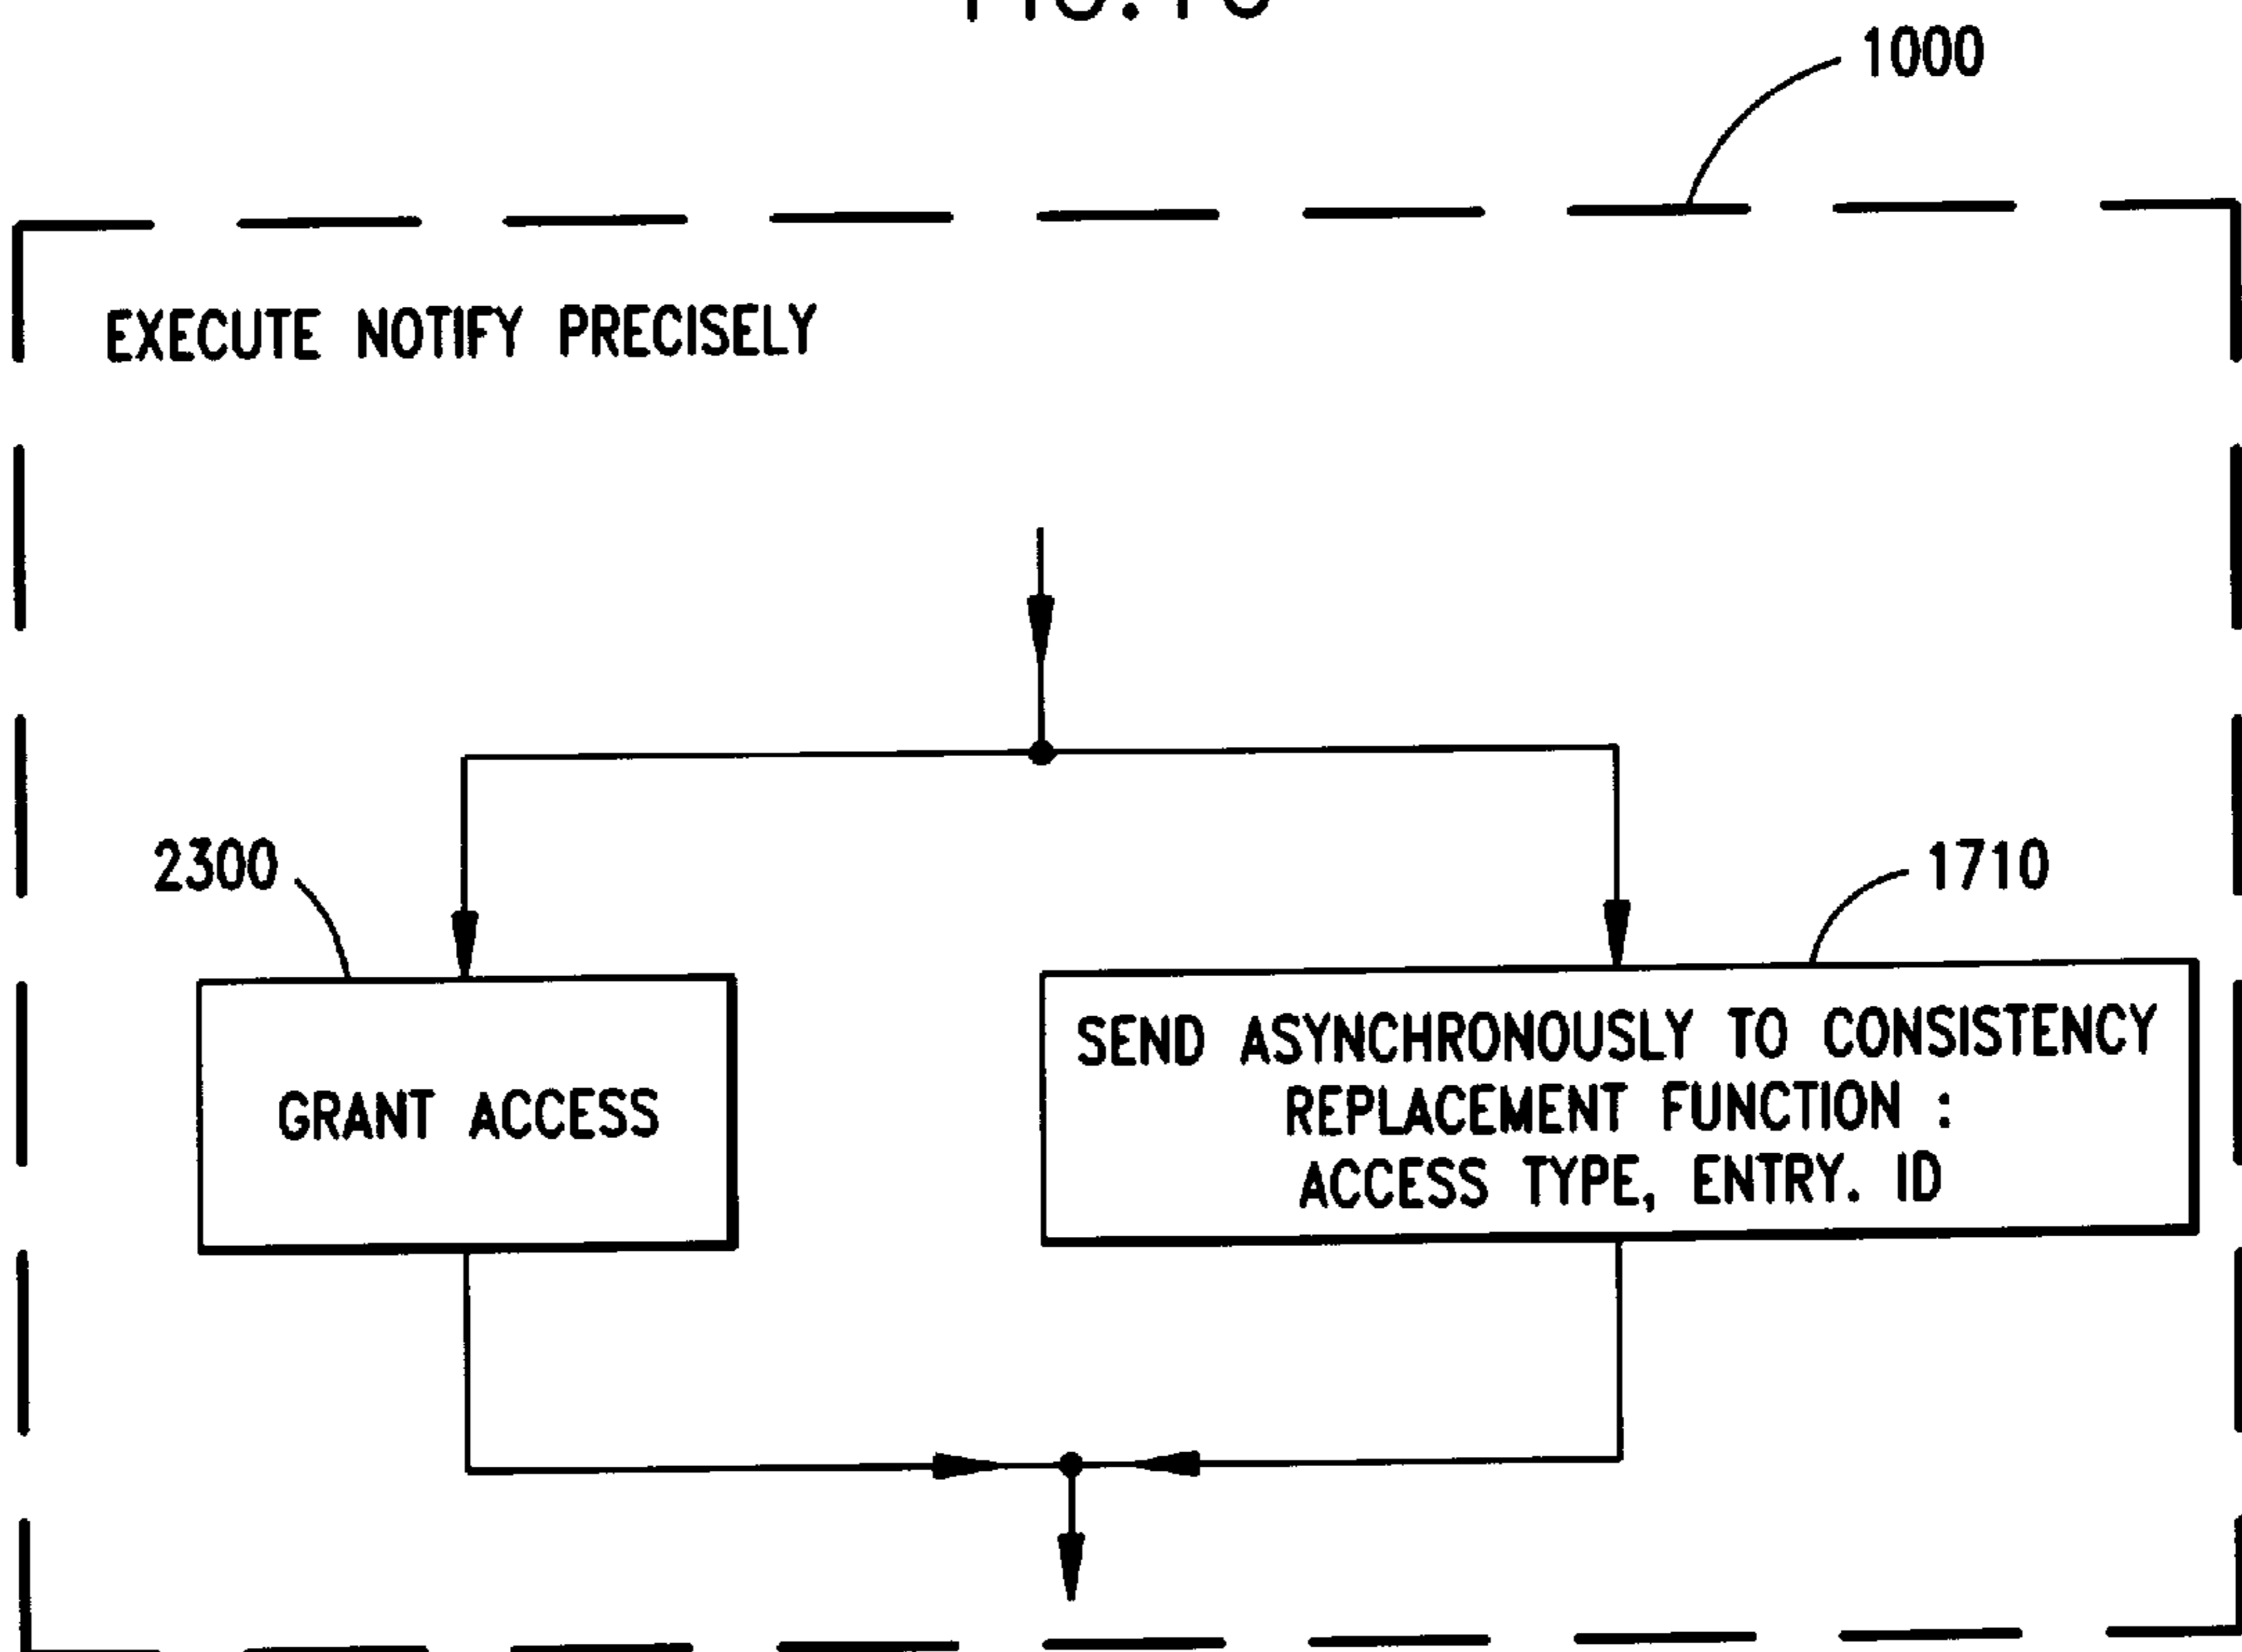 1000
EXECUTE NOTIFY PRECISELY
2300
1710
GRANT ACCESS
SEND ASYNCHRONOUSLY TO CONSISTENCY
REPLACEMENT FUNCTION :
ACCESS TYPE, ENTRY. ID